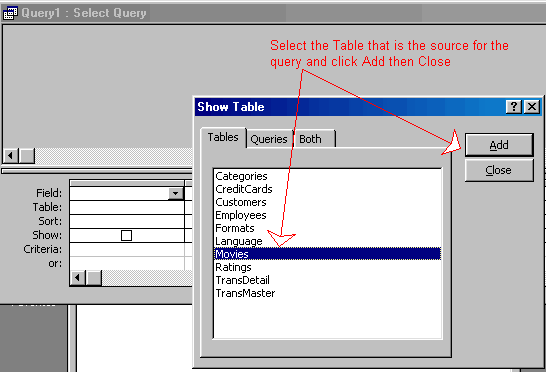 Query1 : Select Query
Select the Table that is the source for the
query and click Add then Close
Show Table
Tables
Queries
Both
Add
Close
Categories
CreditCards
Customers
Employees
Formats
Language
Movies
Ratings
TransDetail
TransMaster
Field:
Table:
Sort:
Show:
Criteria:
or: